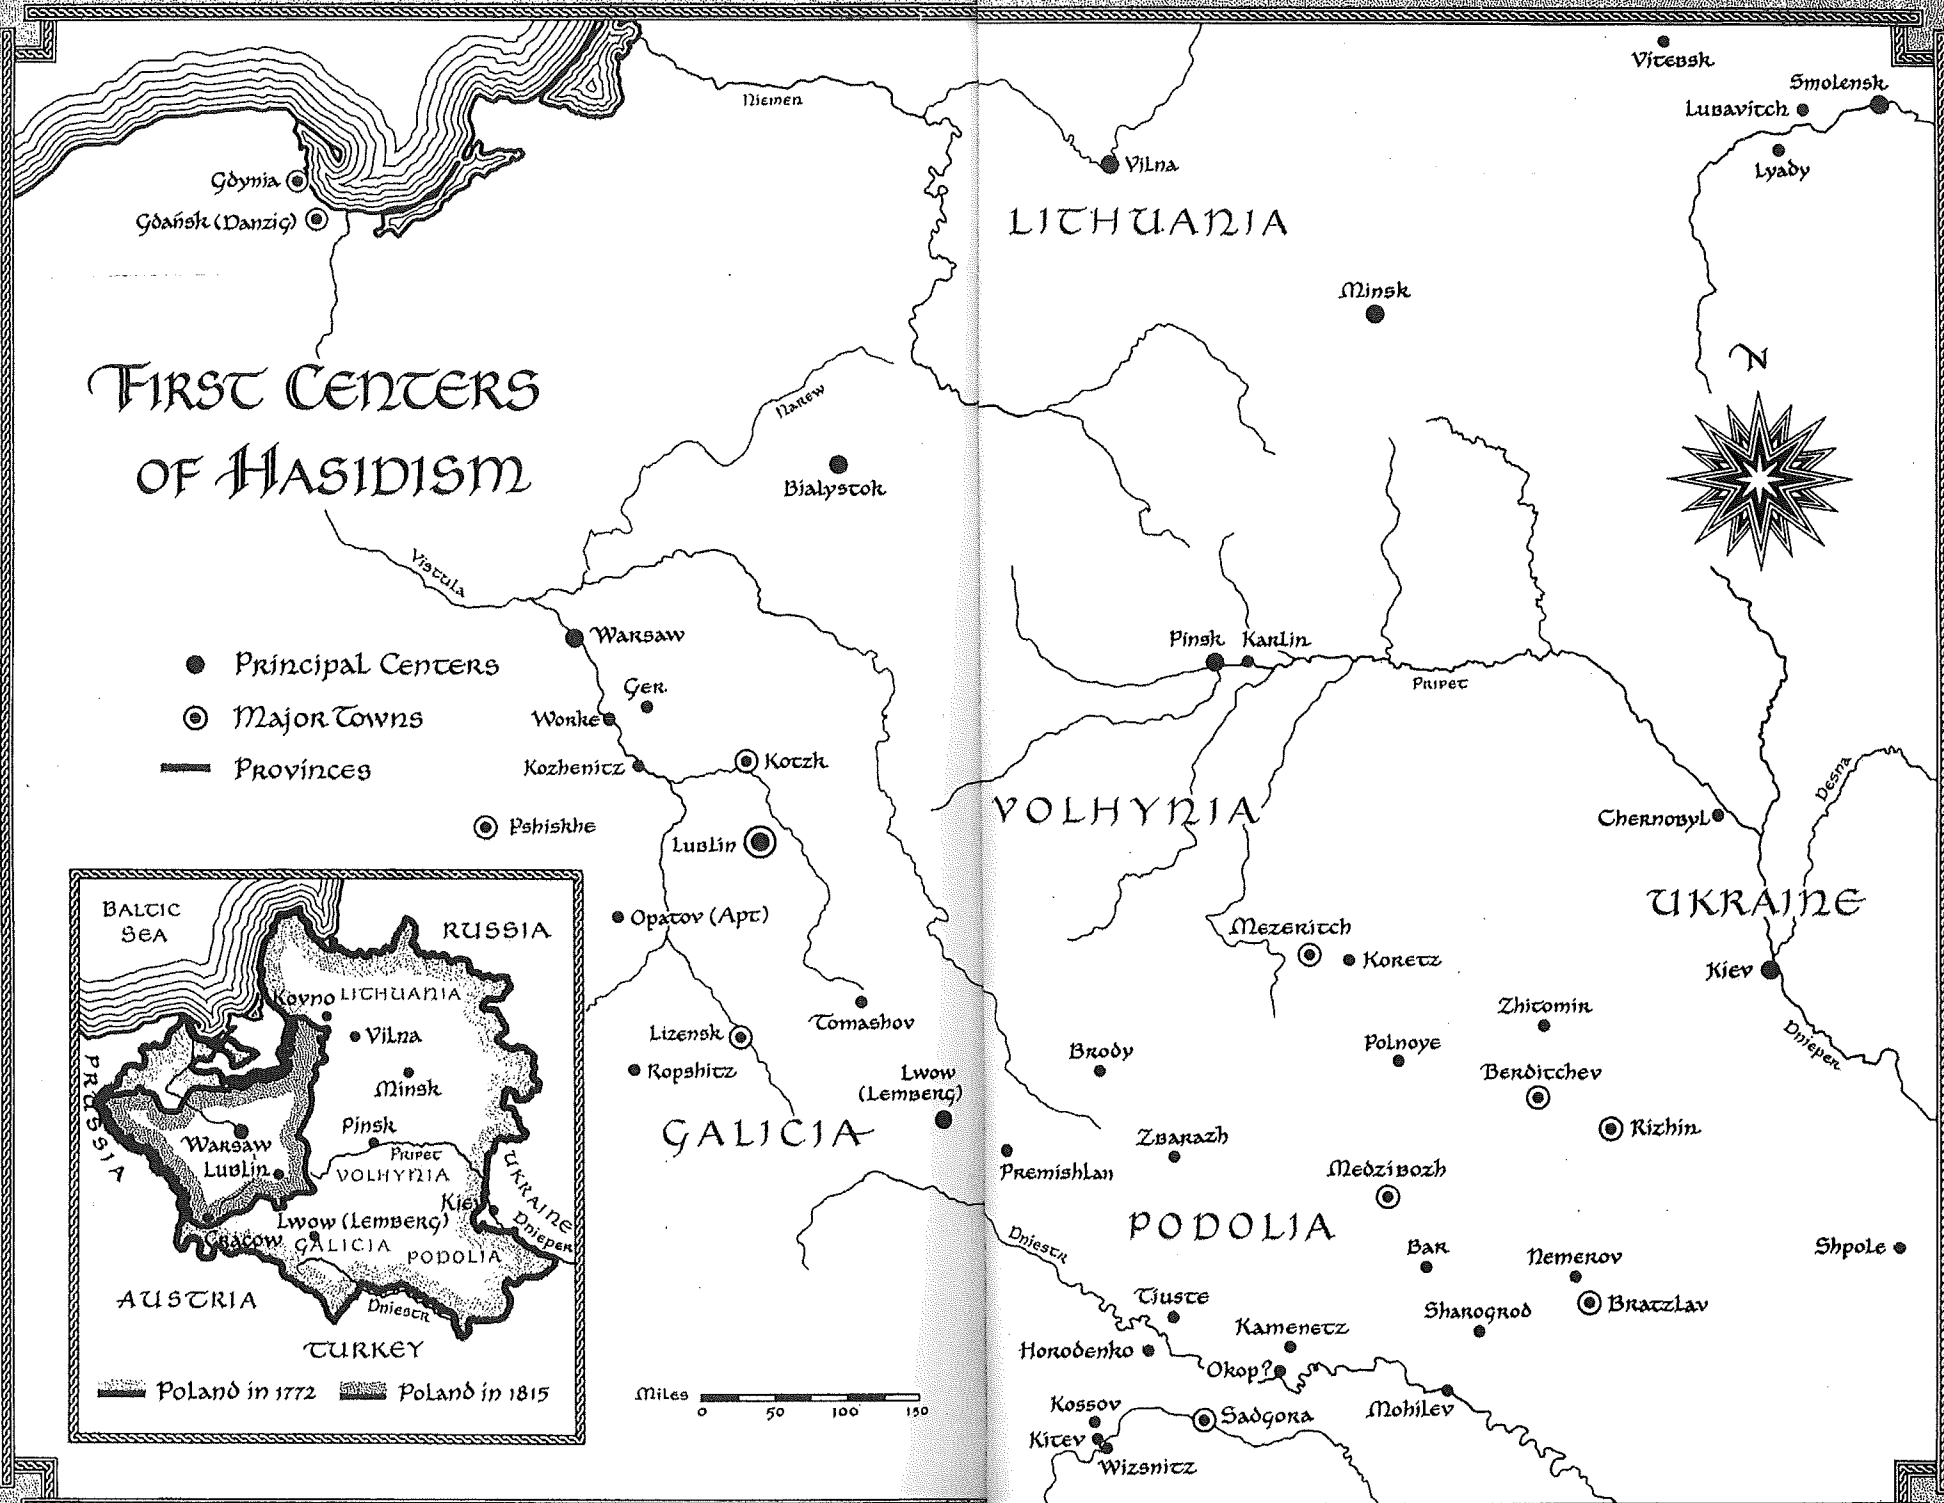 Vitebsk
Smolensk
Lubavitch
Lyady
Niemen
Vilna
Gdynia
Gdańsk (Danzig)
LITHUANIA
Minsk
N
First Centers
of Hasidism
Narew
Bialystok
Vistula
Warsaw
Principal Centers
Major Towns
Provinces
Ger
Worke
Kozhenitz
Kotzk
Pshiskhe
Lublin
Opatov (Apt)
Tomashov
Lizensk
Ropshitz
Lwow
(Lemberg)
GALICIA
Pinsk
Karlin
Pripet
VOLHYNIA
Chernobyl
Desna
UKRAINE
Kiev
Dnieper
Mezeritch
Koretz
Zhitomir
Polnoye
Berditchev
Rizhin
Brody
Zbarazh
Premishlan
Medzibozh
PODOLIA
Dniestr
Bar
Nemerov
Bratzlav
Shpole
Sharogrod
Tiuste
Horodenko
Kamenetz
Okop?
Mohilev
Kossov
Kitev
Wizsnitz
Sadgora
Miles
0 50 100 150
Baltic
Sea
RUSSIA
Kovno
LITHUANIA
Vilna
Minsk
PRUSSIA
Pinsk
Pripet
Warsaw
Lublin
VOLHYNIA
Kiev
UKRAINE
Dnieper
Lwow (Lemberg)
Cracow
GALICIA
PODOLIA
Dniestr
AUSTRIA
TURKEY
Poland in 1772
Poland in 1815